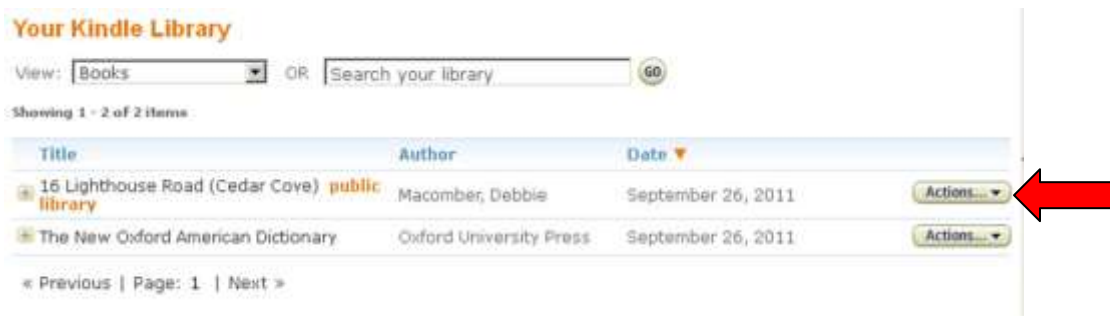 Your Kindle Library
View: Books OR Search your library GO
Showing 1 - 2 of 2 items
Title Author Date
16 Lighthouse Road (Cedar Cove) public library Macomber, Debbie September 26, 2011 Actions...
The New Oxford American Dictionary Oxford University Press September 26, 2011 Actions...
« Previous | Page: 1 | Next »